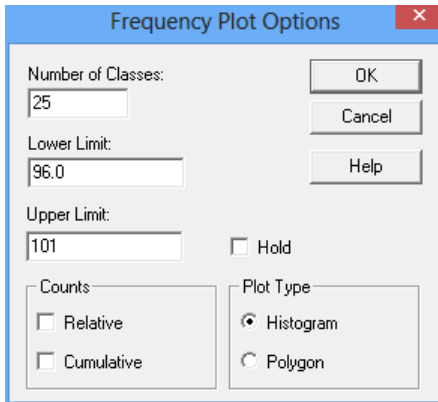 Frequency Plot Options
Number of Classes:
25
OK
Cancel
Lower Limit:
96.0
Help
Upper Limit:
101
Hold
Counts
Relative
Cumulative
Plot Type
Histogram
Polygon